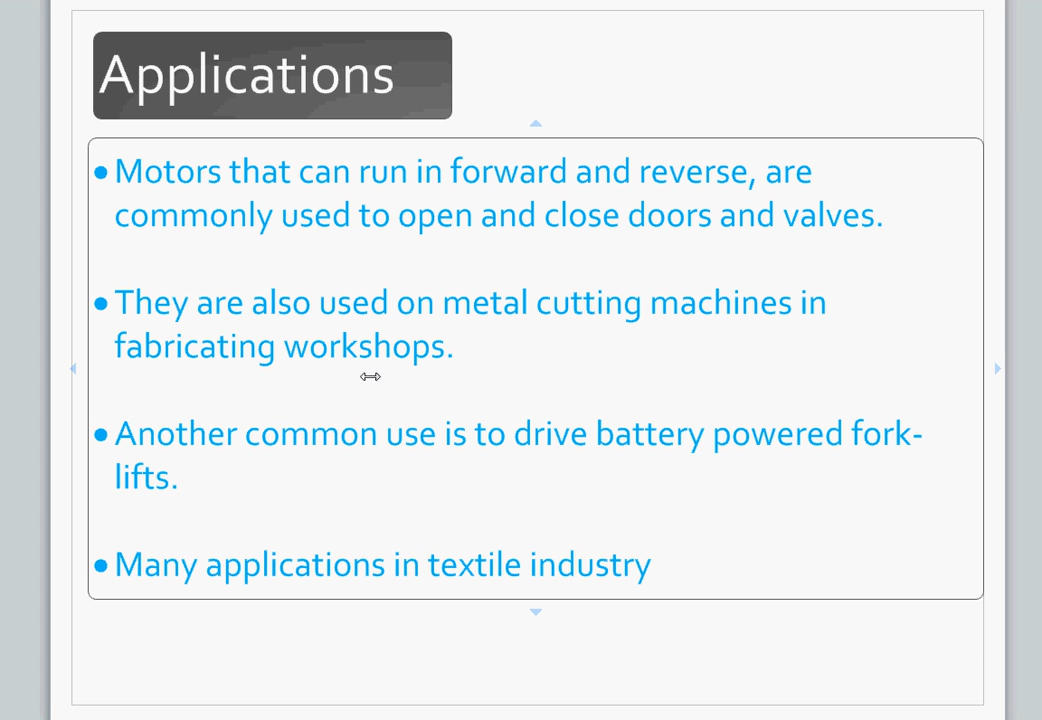 Applications
• Motors that can run in forward and reverse, are
commonly used to open and close doors and valves.
• They are also used on metal cutting machines in
fabricating workshops.
• Another common use is to drive battery powered fork-
lifts.
• Many applications in textile industry